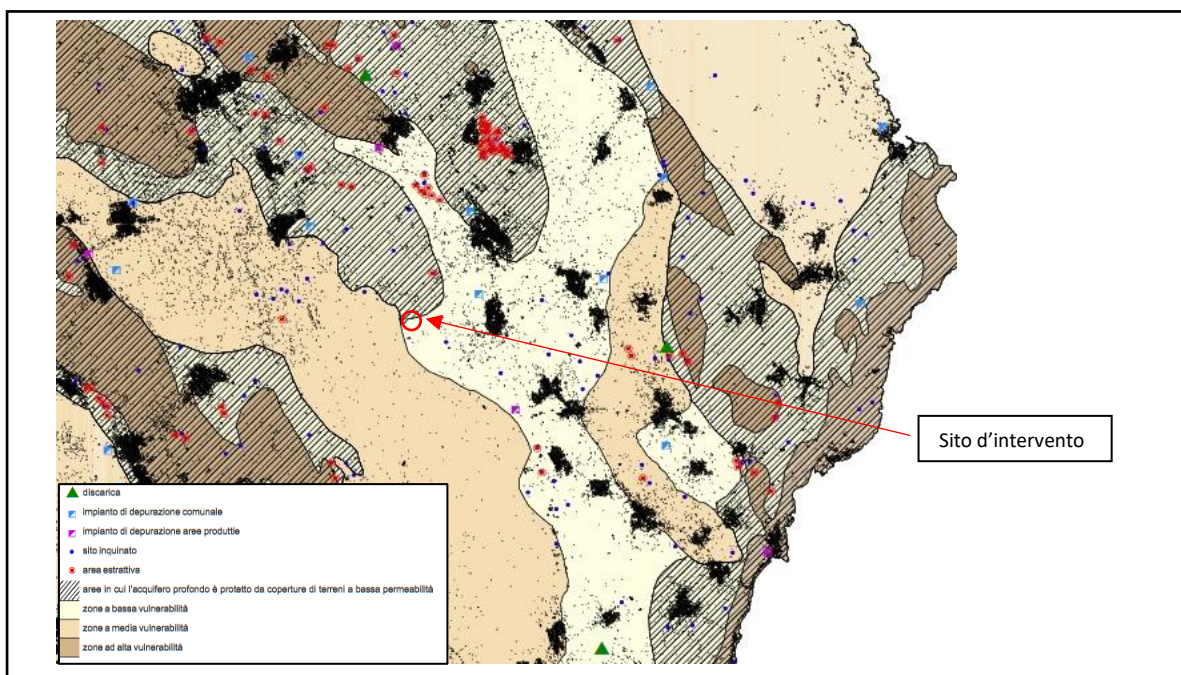 Sito d'intervento
discarica
impianto di depurazione comunale
impianto di depurazione aree produttie
sito inquinato
area estrattiva
aree in cui l'acquifero profondo è protetto da coperture di terreni a bassa permeabilità
zone a bassa vulnerabilità
zone a media vulnerabilità
zone ad alta vulnerabilità